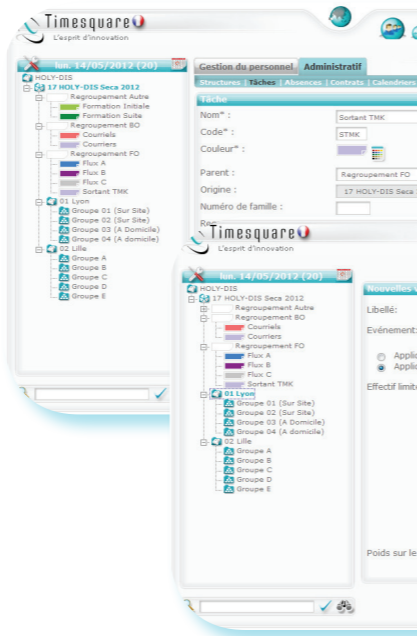 Timesquare
L'esprit d'innovation
lun. 14/05/2012 (20)
HOLY-DIS
17 HOLY-DIS Seca 2012
Regroupement Autre
Formation Initiale
Formation Suite
Regroupement BO
Courriels
Courriers
Regroupement FO
Flux A
Flux B
Flux C
Sortant TMK
01 Lyon
Groupe 01 (Sur Site)
Groupe 02 (Sur Site)
Groupe 03 (A Domicile)
Groupe 04 (A domicile)
02 Lille
Groupe A
Groupe B
Groupe C
Groupe D
Groupe E
Gestion du personnel Administratif
Structures | Tâches | Absences | Contrats | Calendriers
Tâche
Nom* : Sortant TMK
Code* : STMK
Couleur* :
Parent : Regroupement FO
Origine : 17 HOLY-DIS Seca
Numéro de famille :
Timesquare
L'esprit d'innovation
lun. 14/05/2012 (20)
HOLY-DIS
17 HOLY-DIS Seca 2012
Regroupement Autre
Regroupement BO
Courriels
Courriers
Regroupement FO
Flux A
Flux B
Flux C
Sortant TMK
01 Lyon
Groupe 01 (Sur Site)
Groupe 02 (Sur Site)
Groupe 03 (A Domicile)
Groupe 04 (A domicile)
02 Lille
Groupe A
Groupe B
Groupe C
Groupe D
Groupe E
Nouvelles v
Libellé:
Evénement:
Applic
Applic
Effectif limite
Poids sur le